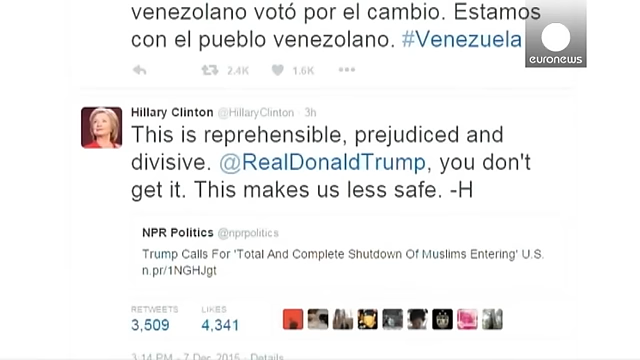 venezolano votó por el cambio. Estamos
con el pueblo venezolano. #Venezuela
euronews
2.4K 1.6K
Hillary Clinton @HillaryClinton · 3h
This is reprehensible, prejudiced and
divisive. @RealDonaldTrump, you don't
get it. This makes us less safe. -H
NPR Politics @nprpolitics
Trump Calls For 'Total And Complete Shutdown Of Muslims Entering' U.S.
n.pr/1NGHJgt
RETWEETS LIKES
3,509 4,341
3:14 PM - 7 Dec 2015 · Details